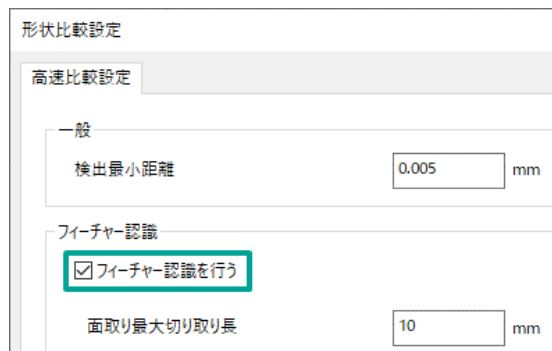 形状比較設定
高速比較設定
一般
検出最小距離 0.005 mm
フィーチャー認識
フィーチャー認識を行う
面取り最大切り取り長 10 mm